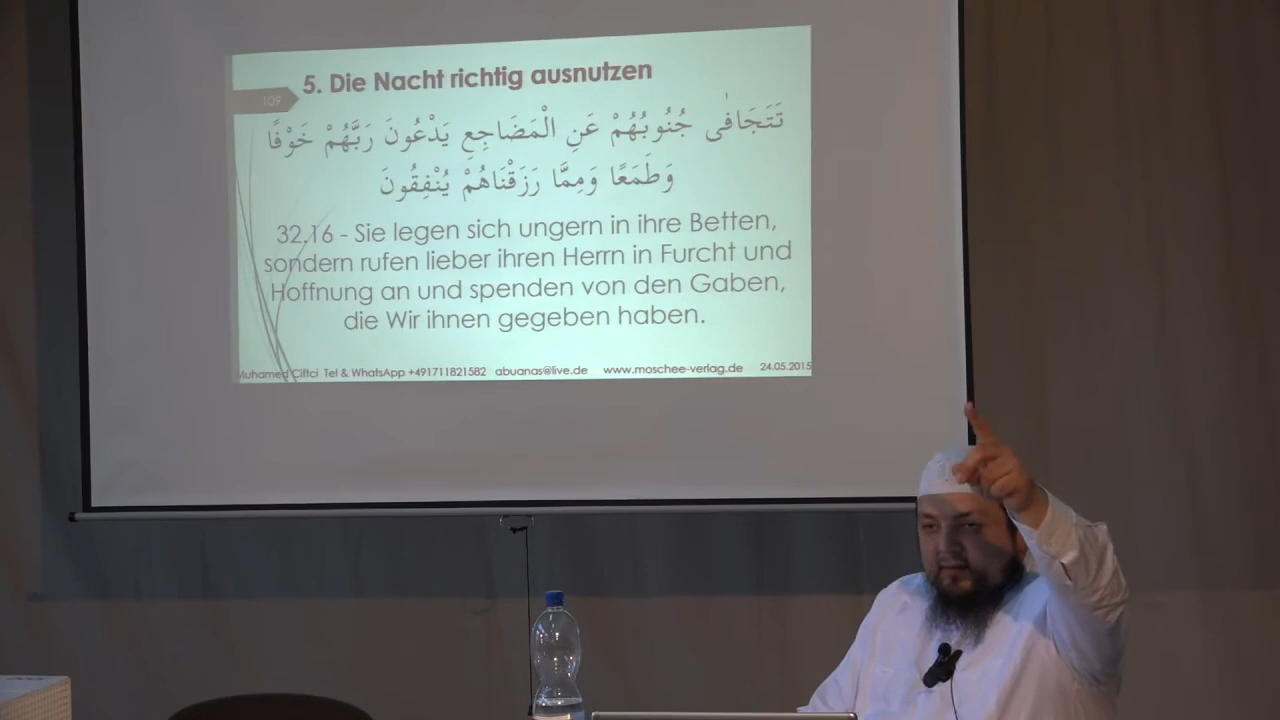 5. Die Nacht richtig ausnutzen
109
تَتَجَافٰى جُنُوبُهُمْ عَنِ الْمَضَاجِعِ يَدْعُونَ رَبَّهُمْ خَوْفًا
وَطَمَعًا وَمِمَّا رَزَقْنَاهُمْ يُنْفِقُونَ
32.16 - Sie legen sich ungern in ihre Betten,
sondern rufen lieber ihren Herrn in Furcht und
Hoffnung an und spenden von den Gaben,
die Wir ihnen gegeben haben.
Muhamed Ciftci Tel & WhatsApp +491711821582 abuanas@live.de www.moschee-verlag.de 24.05.2015